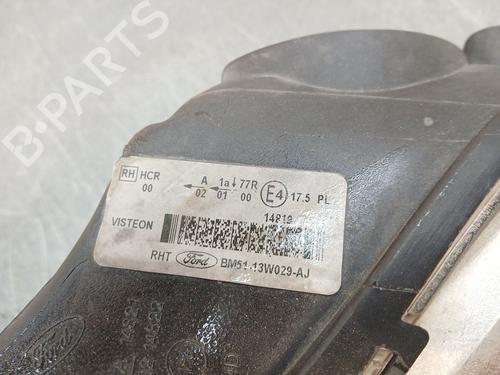 B-PARTS
RH HCR A 1a 77R E4 17.5 PL
00 02 01 00
14819
VISTEON
RHT Ford BM51-13W029-AJ
Ford